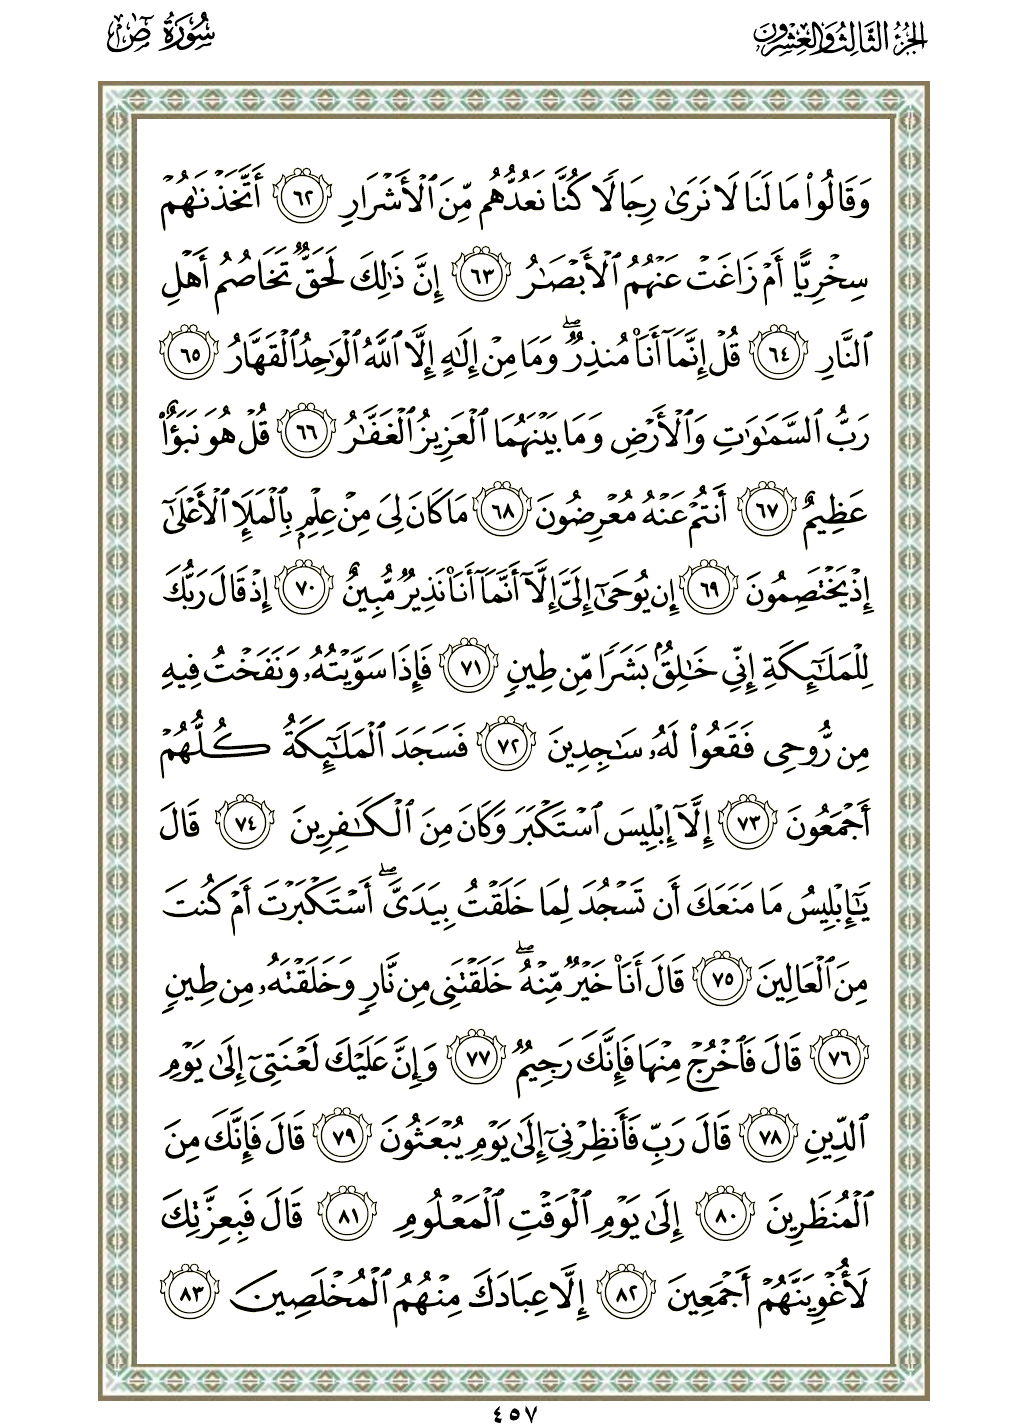 الجزء الثالث والعشرون
سورة ص
وَقَالُوا۟ مَا لَنَا لَا نَرَىٰ رِجَالًا كُنَّا نَعُدُّهُم مِّنَ ٱلْأَشْرَارِ ٦٢ أَتَّخَذْنَٰهُمْ
سِخْرِيًّا أَمْ زَاغَتْ عَنْهُمُ ٱلْأَبْصَٰرُ ٦٣ إِنَّ ذَٰلِكَ لَحَقٌّ تَخَاصُمُ أَهْلِ
ٱلنَّارِ ٦٤ قُلْ إِنَّمَآ أَنَا۠ مُنذِرٌ ۖ وَمَا مِنْ إِلَٰهٍ إِلَّا ٱللَّهُ ٱلْوَٰحِدُ ٱلْقَهَّارُ ٦٥
رَبُّ ٱلسَّمَٰوَٰتِ وَٱلْأَرْضِ وَمَا بَيْنَهُمَا ٱلْعَزِيزُ ٱلْغَفَّٰرُ ٦٦ قُلْ هُوَ نَبَؤٌا۟
عَظِيمٌ ٦٧ أَنتُمْ عَنْهُ مُعْرِضُونَ ٦٨ مَا كَانَ لِىَ مِنْ عِلْمٍۭ بِٱلْمَلَإِ ٱلْأَعْلَىٰٓ
إِذْ يَخْتَصِمُونَ ٦٩ إِن يُوحَىٰٓ إِلَىَّ إِلَّآ أَنَّمَآ أَنَا۠ نَذِيرٌ مُّبِينٌ ٧٠ إِذْ قَالَ رَبُّكَ
لِلْمَلَٰٓئِكَةِ إِنِّى خَٰلِقٌۢ بَشَرًا مِّن طِينٍ ٧١ فَإِذَا سَوَّيْتُهُۥ وَنَفَخْتُ فِيهِ
مِن رُّوحِى فَقَعُوا۟ لَهُۥ سَٰجِدِينَ ٧٢ فَسَجَدَ ٱلْمَلَٰٓئِكَةُ كُلُّهُمْ
أَجْمَعُونَ ٧٣ إِلَّآ إِبْلِيسَ ٱسْتَكْبَرَ وَكَانَ مِنَ ٱلْكَٰفِرِينَ ٧٤ قَالَ
يَٰٓإِبْلِيسُ مَا مَنَعَكَ أَن تَسْجُدَ لِمَا خَلَقْتُ بِيَدَىَّ ۖ أَسْتَكْبَرْتَ أَمْ كُنتَ
مِنَ ٱلْعَالِينَ ٧٥ قَالَ أَنَا۠ خَيْرٌ مِّنْهُ ۖ خَلَقْتَنِى مِن نَّارٍ وَخَلَقْتَهُۥ مِن طِينٍ
٧٦ قَالَ فَٱخْرُجْ مِنْهَا فَإِنَّكَ رَجِيمٌ ٧٧ وَإِنَّ عَلَيْكَ لَعْنَتِىٓ إِلَىٰ يَوْمِ
ٱلدِّينِ ٧٨ قَالَ رَبِّ فَأَنظِرْنِىٓ إِلَىٰ يَوْمِ يُبْعَثُونَ ٧٩ قَالَ فَإِنَّكَ مِنَ
ٱلْمُنظَرِينَ ٨٠ إِلَىٰ يَوْمِ ٱلْوَقْتِ ٱلْمَعْلُومِ ٨١ قَالَ فَبِعِزَّتِكَ
لَأُغْوِيَنَّهُمْ أَجْمَعِينَ ٨٢ إِلَّا عِبَادَكَ مِنْهُمُ ٱلْمُخْلَصِينَ ٨٣
٤٥٧